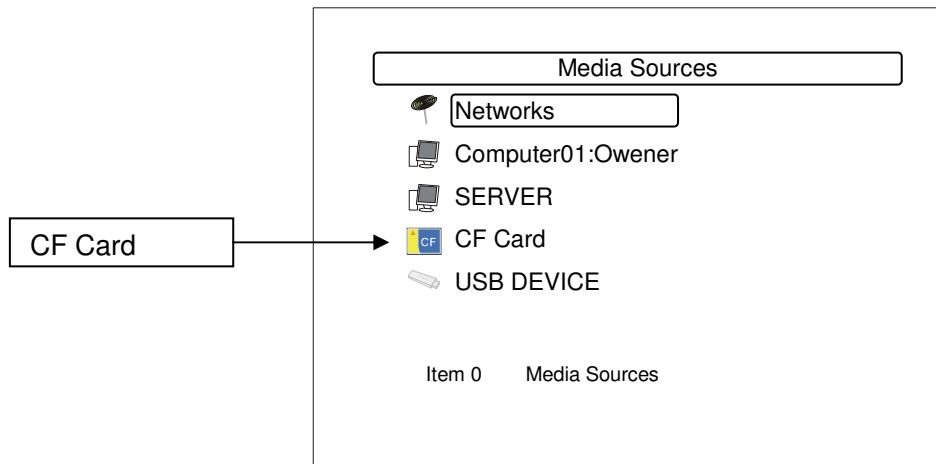 Media Sources
Networks
Computer01:Owener
SERVER
CF Card
CF
CF Card
USB DEVICE
Item 0 Media Sources